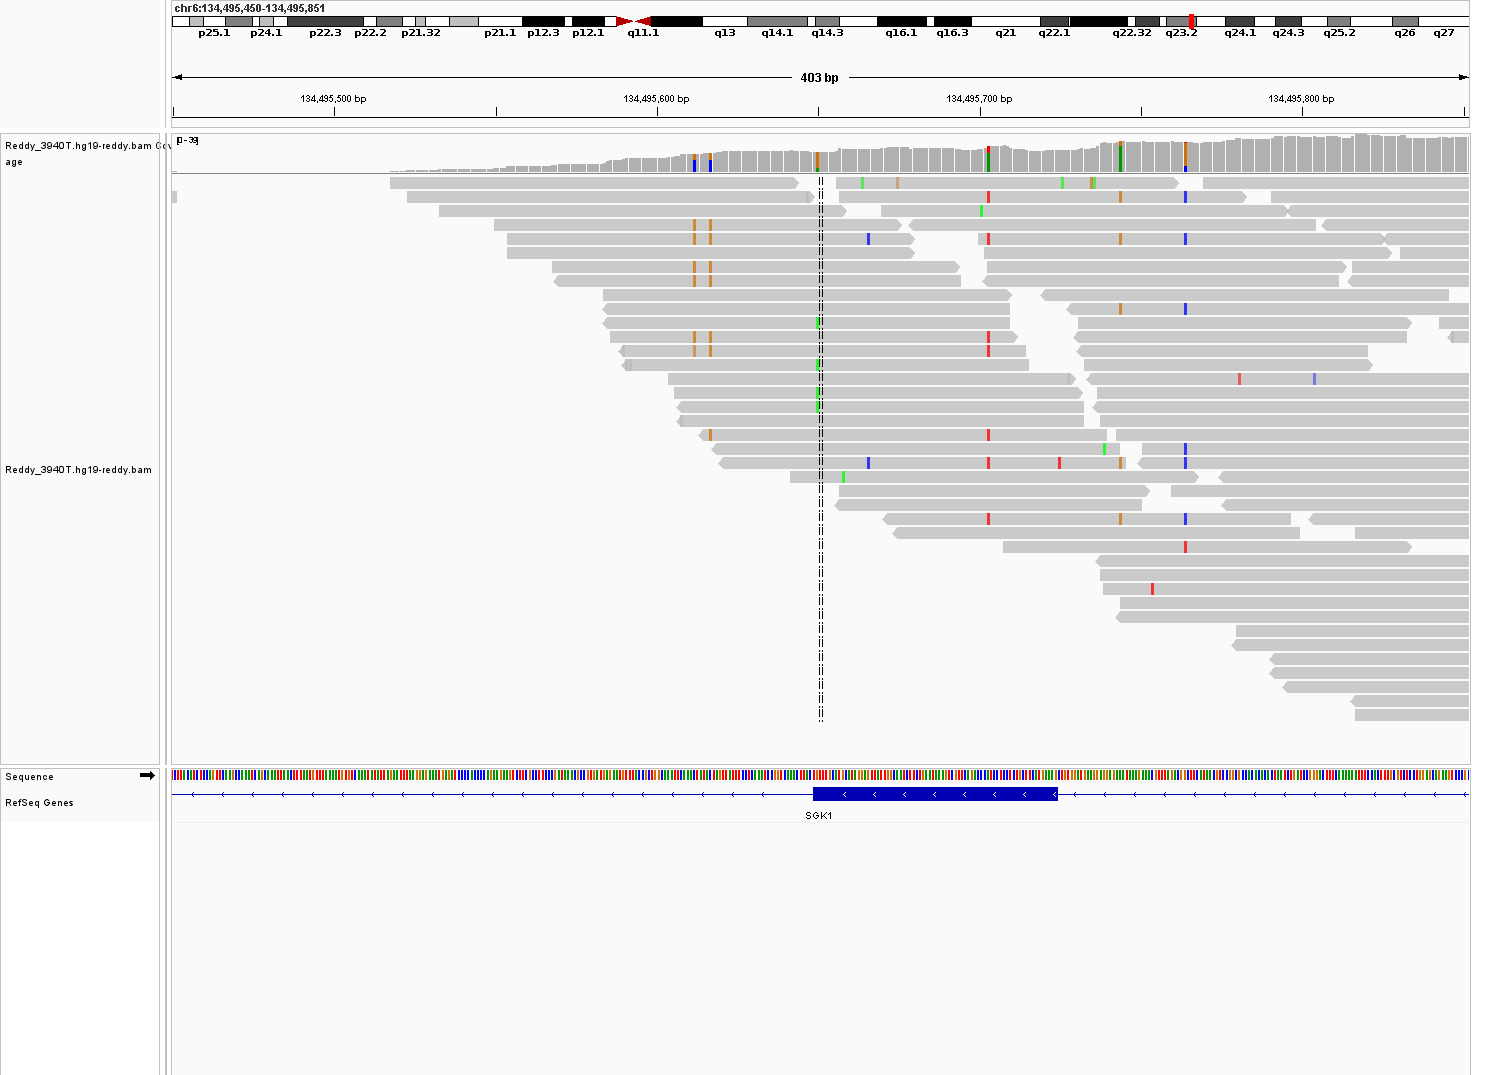 chr6:134,495,450-134,495,851
p25.1 p24.1 p22.3 p22.2 p21.32 p21.1 p12.3 p12.1 q11.1 q13 q14.1 q14.3 q16.1 q16.3 q21 q22.1 q22.32 q23.2 q24.1 q24.3 q25.2 q26 q27
403 bp
134,495,500 bp 134,495,600 bp 134,495,700 bp 134,495,800 bp
[0-39]
Reddy_3940T.hg19-reddy.bam Cov
age
Reddy_3940T.hg19-reddy.bam
Sequence
RefSeq Genes
SGK1